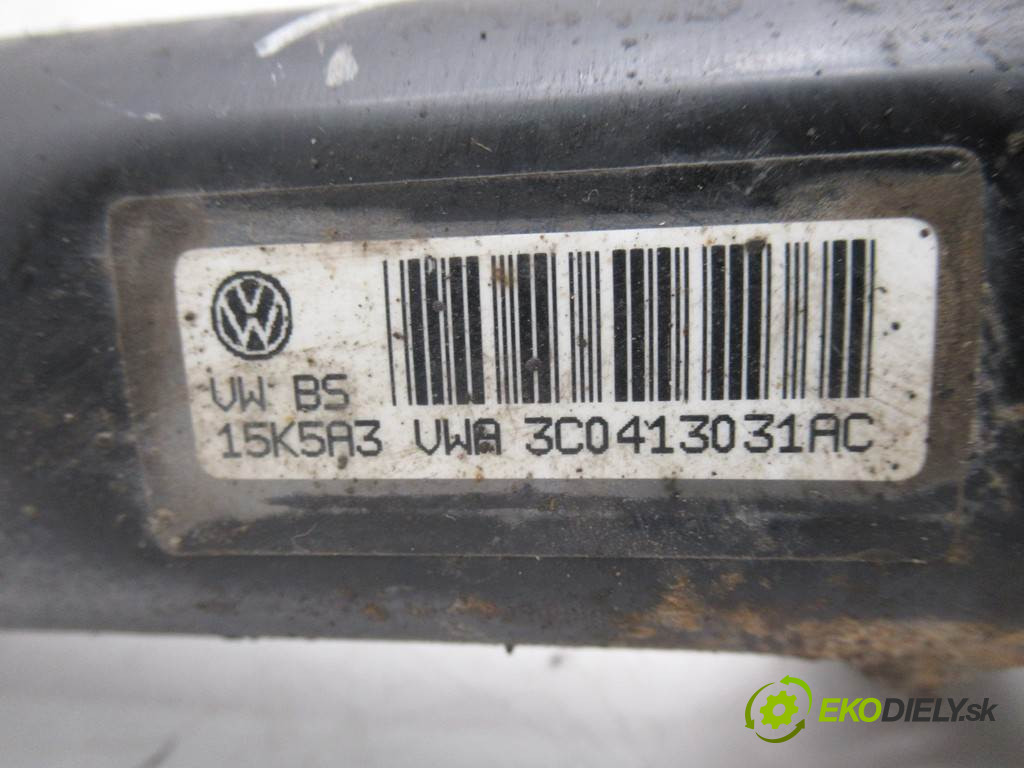 VW BS
15K5A3 VWA 3C0413031AC
EKODIELY.sk